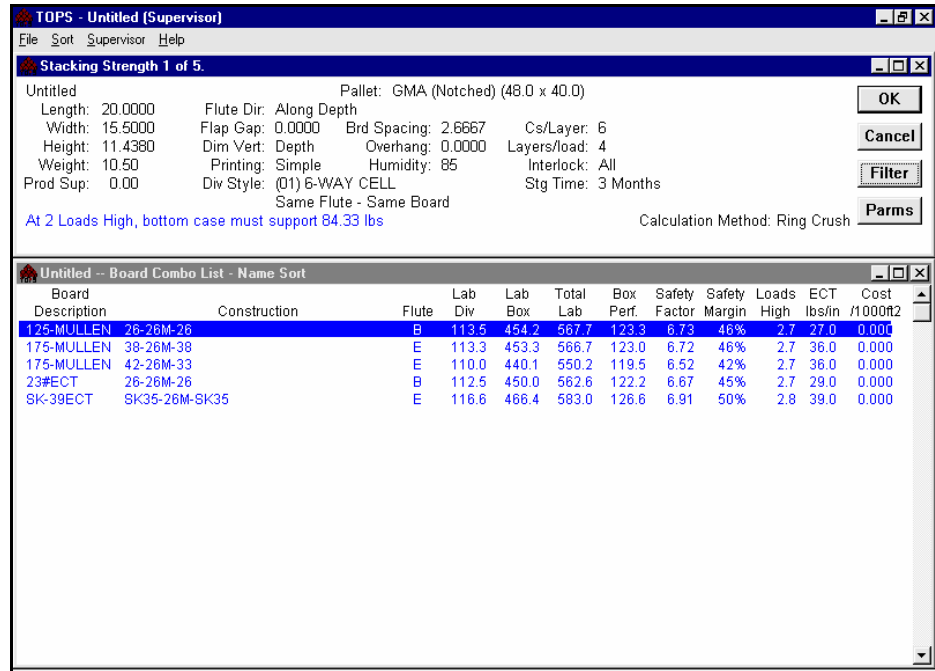 TOPS - Untitled (Supervisor)
File Sort Supervisor Help
Stacking Strength 1 of 5.
Untitled Pallet: GMA (Notched) (48.0 x 40.0) OK
Length: 20.0000 Flute Dir: Along Depth
Width: 15.5000 Flap Gap: 0.0000 Brd Spacing: 2.6667 Cs/Layer: 6 Cancel
Height: 11.4380 Dim Vert: Depth Overhang: 0.0000 Layers/load: 4
Weight: 10.50 Printing: Simple Humidity: 85 Interlock: All Filter
Prod Sup: 0.00 Div Style: (01) 6-WAY CELL Stg Time: 3 Months
Same Flute - Same Board Parms
At 2 Loads High, bottom case must support 84.33 lbs Calculation Method: Ring Crush
Untitled -- Board Combo List - Name Sort
Board Lab Lab Total Box Safety Safety Loads ECT Cost
Description Construction Flute Div Box Lab Perf. Factor Margin High lbs/in /1000ft2
125-MULLEN 26-26M-26 B 113.5 454.2 567.7 123.3 6.73 46% 2.7 27.0 0.000
175-MULLEN 38-26M-38 E 113.3 453.3 566.7 123.0 6.72 46% 2.7 36.0 0.000
175-MULLEN 42-26M-33 E 110.0 440.1 550.2 119.5 6.52 42% 2.7 36.0 0.000
23#ECT 26-26M-26 B 112.5 450.0 562.6 122.2 6.67 45% 2.7 29.0 0.000
SK-39ECT SK35-26M-SK35 E 116.6 466.4 583.0 126.6 6.91 50% 2.8 39.0 0.000